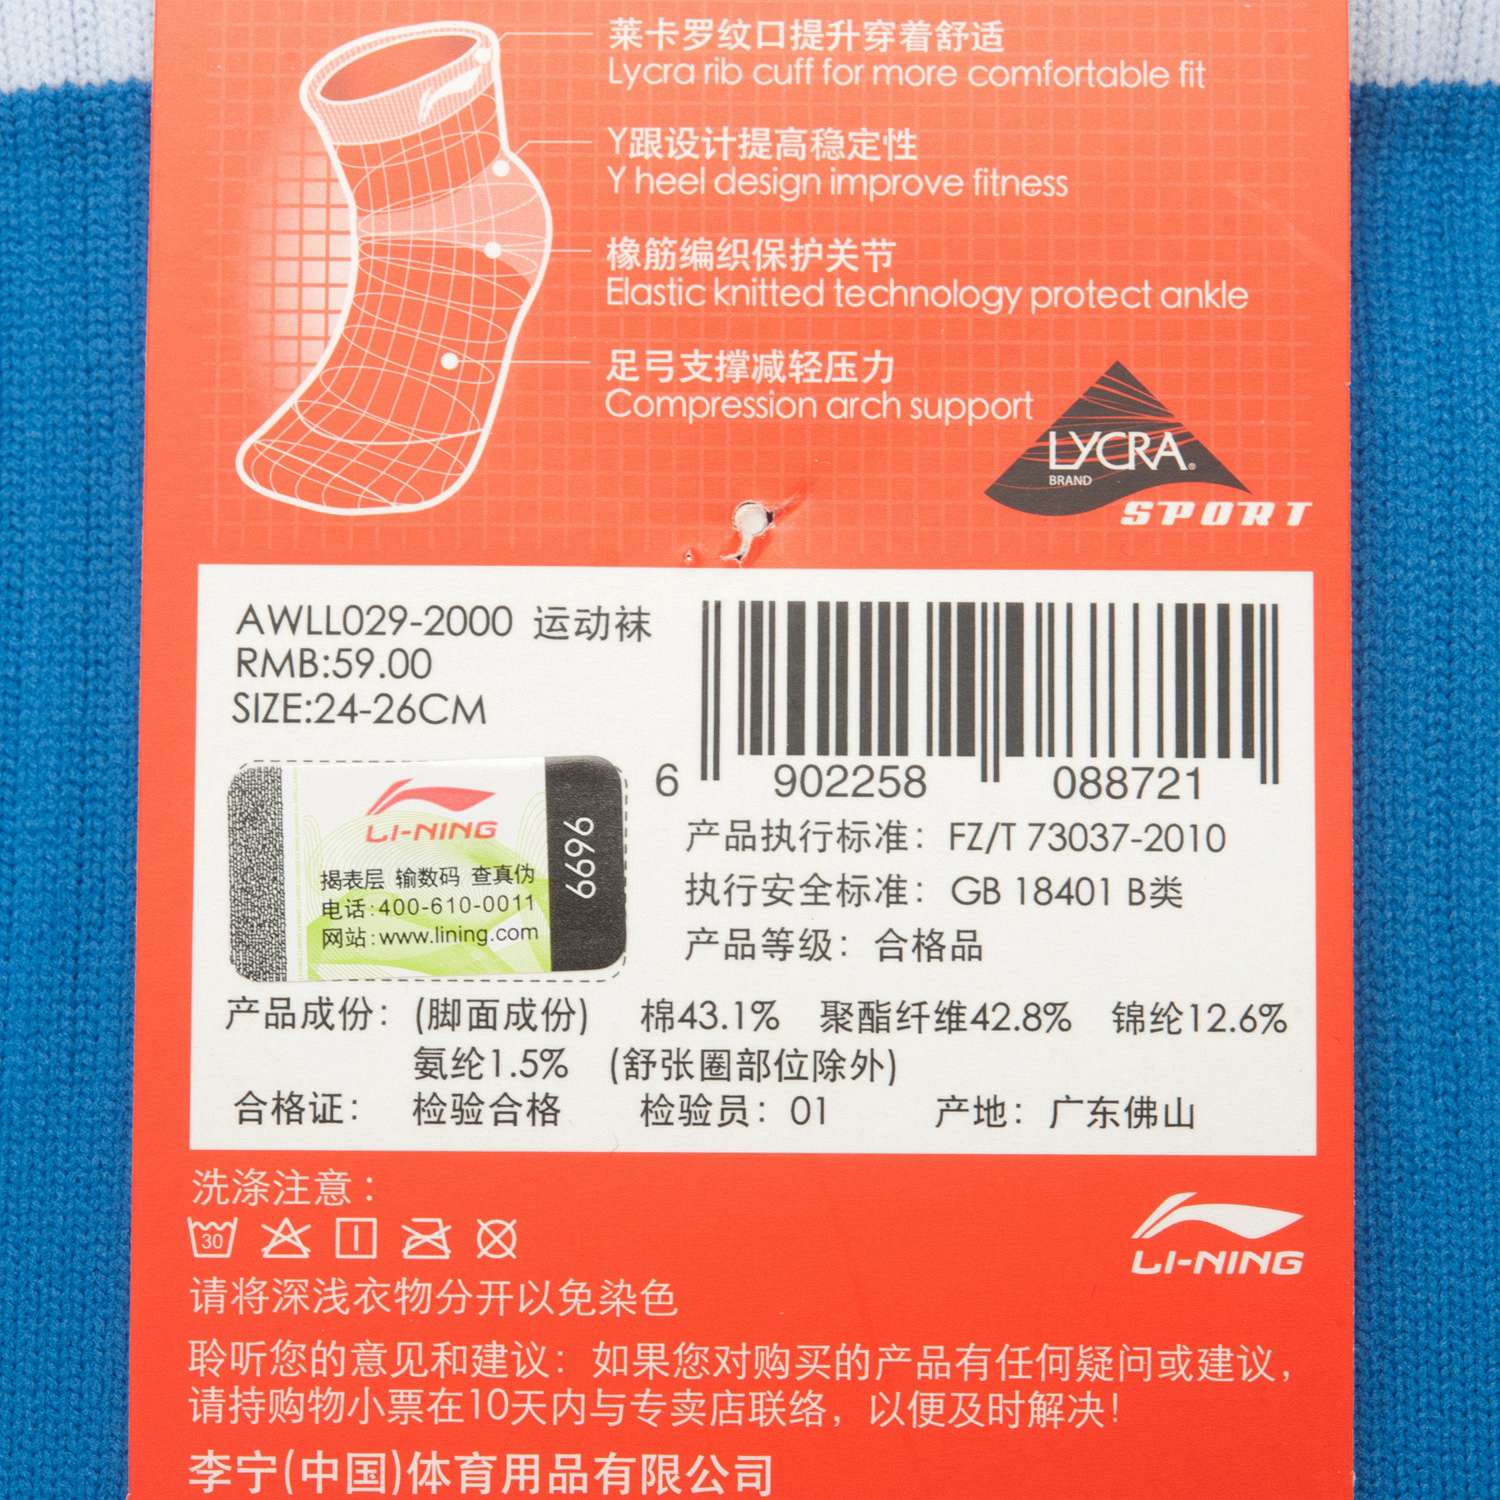 莱卡罗纹口提升穿着舒适
Lycra rib cuff for more comfortable fit
Y跟设计提高稳定性
Y heel design improve fitness
橡筋编织保护关节
Elastic knitted technology protect ankle
足弓支撑减轻压力
Compression arch support
LYCRA®
BRAND
SPORT
AWLL029-2000 运动袜
RMB:59.00
SIZE:24-26CM
6 902258 088721
LI-NING
揭表层 输数码 查真伪
电话:400-610-0011
网站:www.lining.com
6696
产品执行标准：FZ/T 73037-2010
执行安全标准：GB 18401 B类
产品等级：合格品
产品成份：(脚面成份) 棉43.1% 聚酯纤维42.8% 锦纶12.6%
氨纶1.5% (舒张圈部位除外)
合格证：检验合格 检验员：01 产地：广东佛山
洗涤注意：
30
LI-NING
请将深浅衣物分开以免染色
聆听您的意见和建议：如果您对购买的产品有任何疑问或建议，
请持购物小票在10天内与专卖店联络，以便及时解决！
李宁(中国)体育用品有限公司